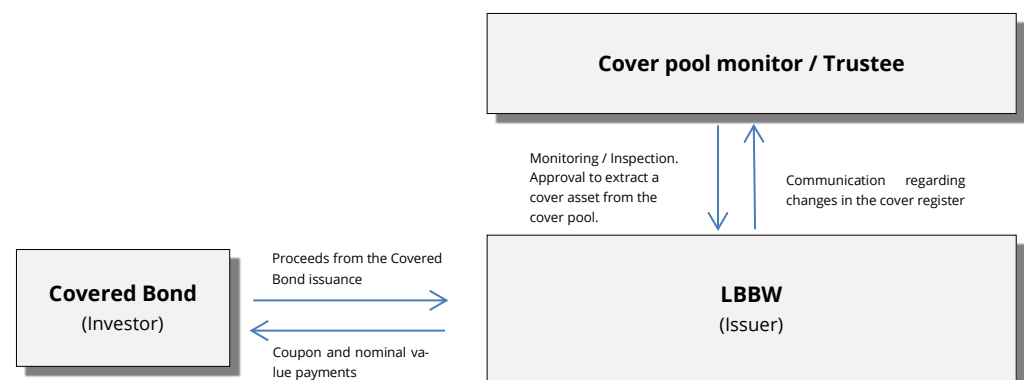 Cover pool monitor / Trustee
Monitoring / Inspection.
Approval to extract a
cover asset from the
cover pool.
Communication regarding
changes in the cover register
Proceeds from the Covered
Bond issuance
Covered Bond
(Investor)
LBBW
(Issuer)
Coupon and nominal va-
lue payments